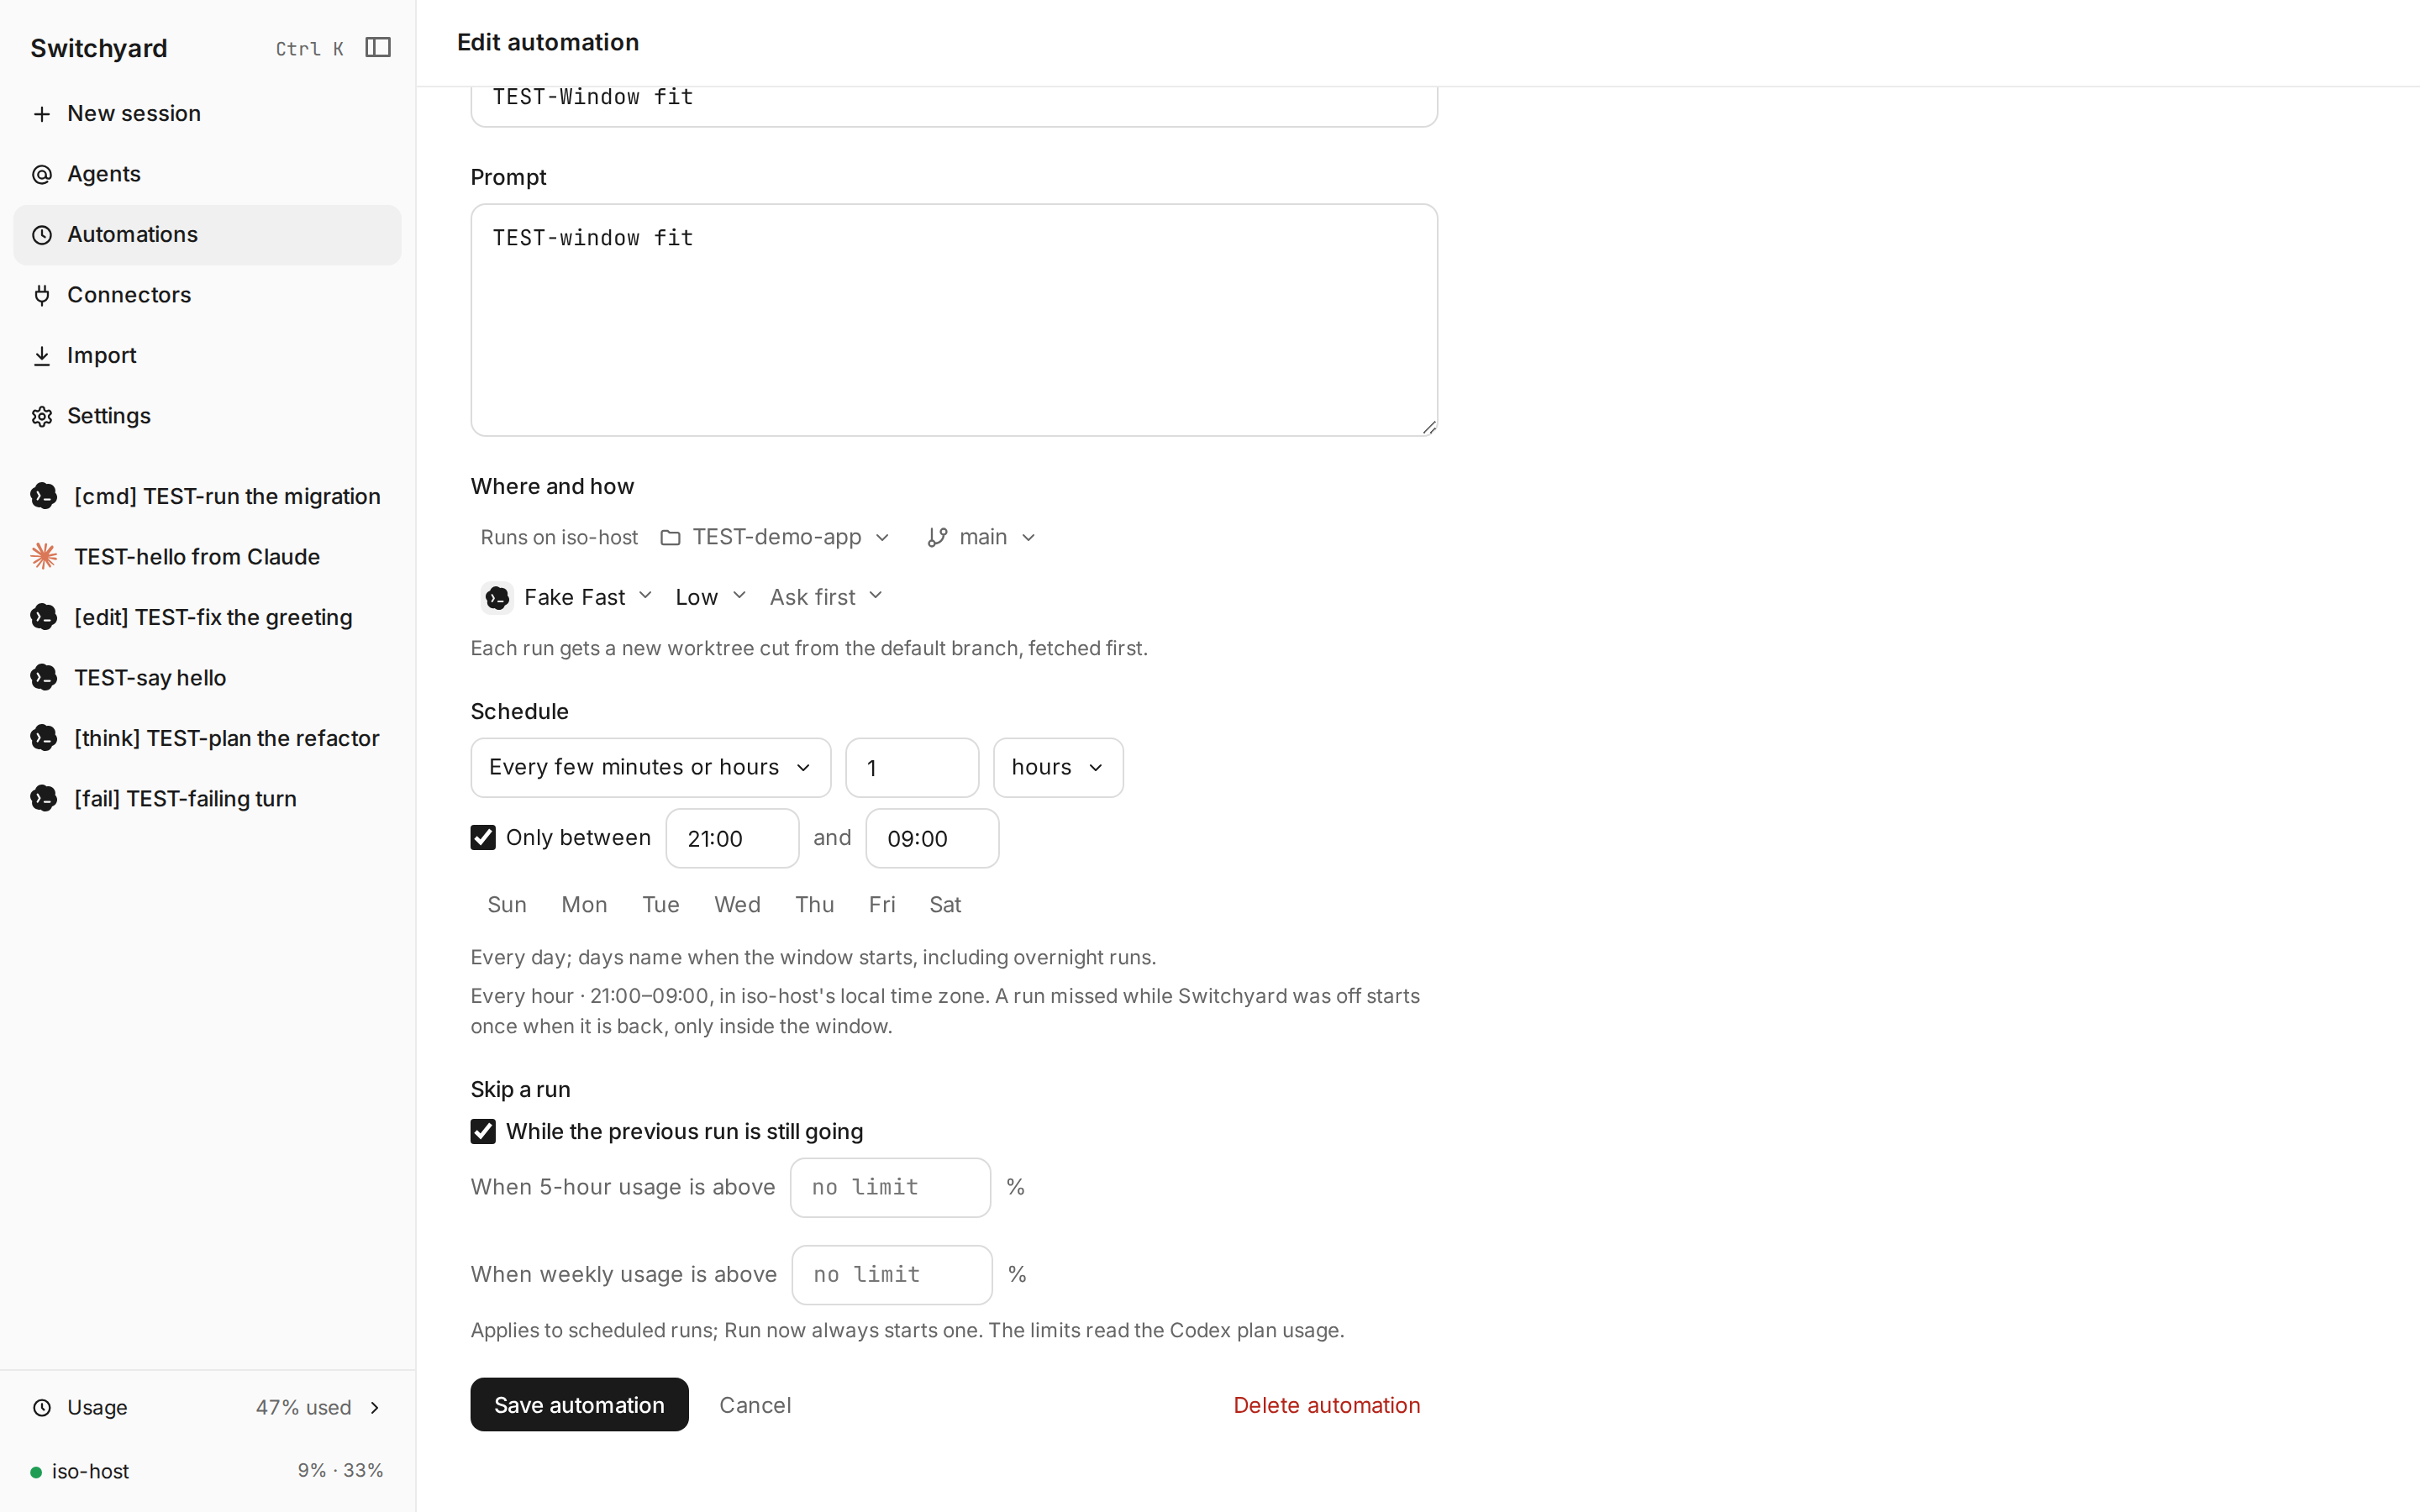 Switchyard
Ctrl K
New session
Agents
Automations
Connectors
Import
Settings
[cmd] TEST-run the migration
TEST-hello from Claude
[edit] TEST-fix the greeting
TEST-say hello
[think] TEST-plan the refactor
[fail] TEST-failing turn
Usage 47% used
iso-host 9% · 33%
Edit automation
TEST-Window fit
Prompt
TEST-window fit
Where and how
Runs on iso-host TEST-demo-app main
Fake Fast Low Ask first
Each run gets a new worktree cut from the default branch, fetched first.
Schedule
Every few minutes or hours 1 hours
Only between 21:00 and 09:00
Sun Mon Tue Wed Thu Fri Sat
Every day; days name when the window starts, including overnight runs.
Every hour · 21:00–09:00, in iso-host's local time zone. A run missed while Switchyard was off starts
once when it is back, only inside the window.
Skip a run
While the previous run is still going
When 5-hour usage is above no limit %
When weekly usage is above no limit %
Applies to scheduled runs; Run now always starts one. The limits read the Codex plan usage.
Save automation Cancel Delete automation